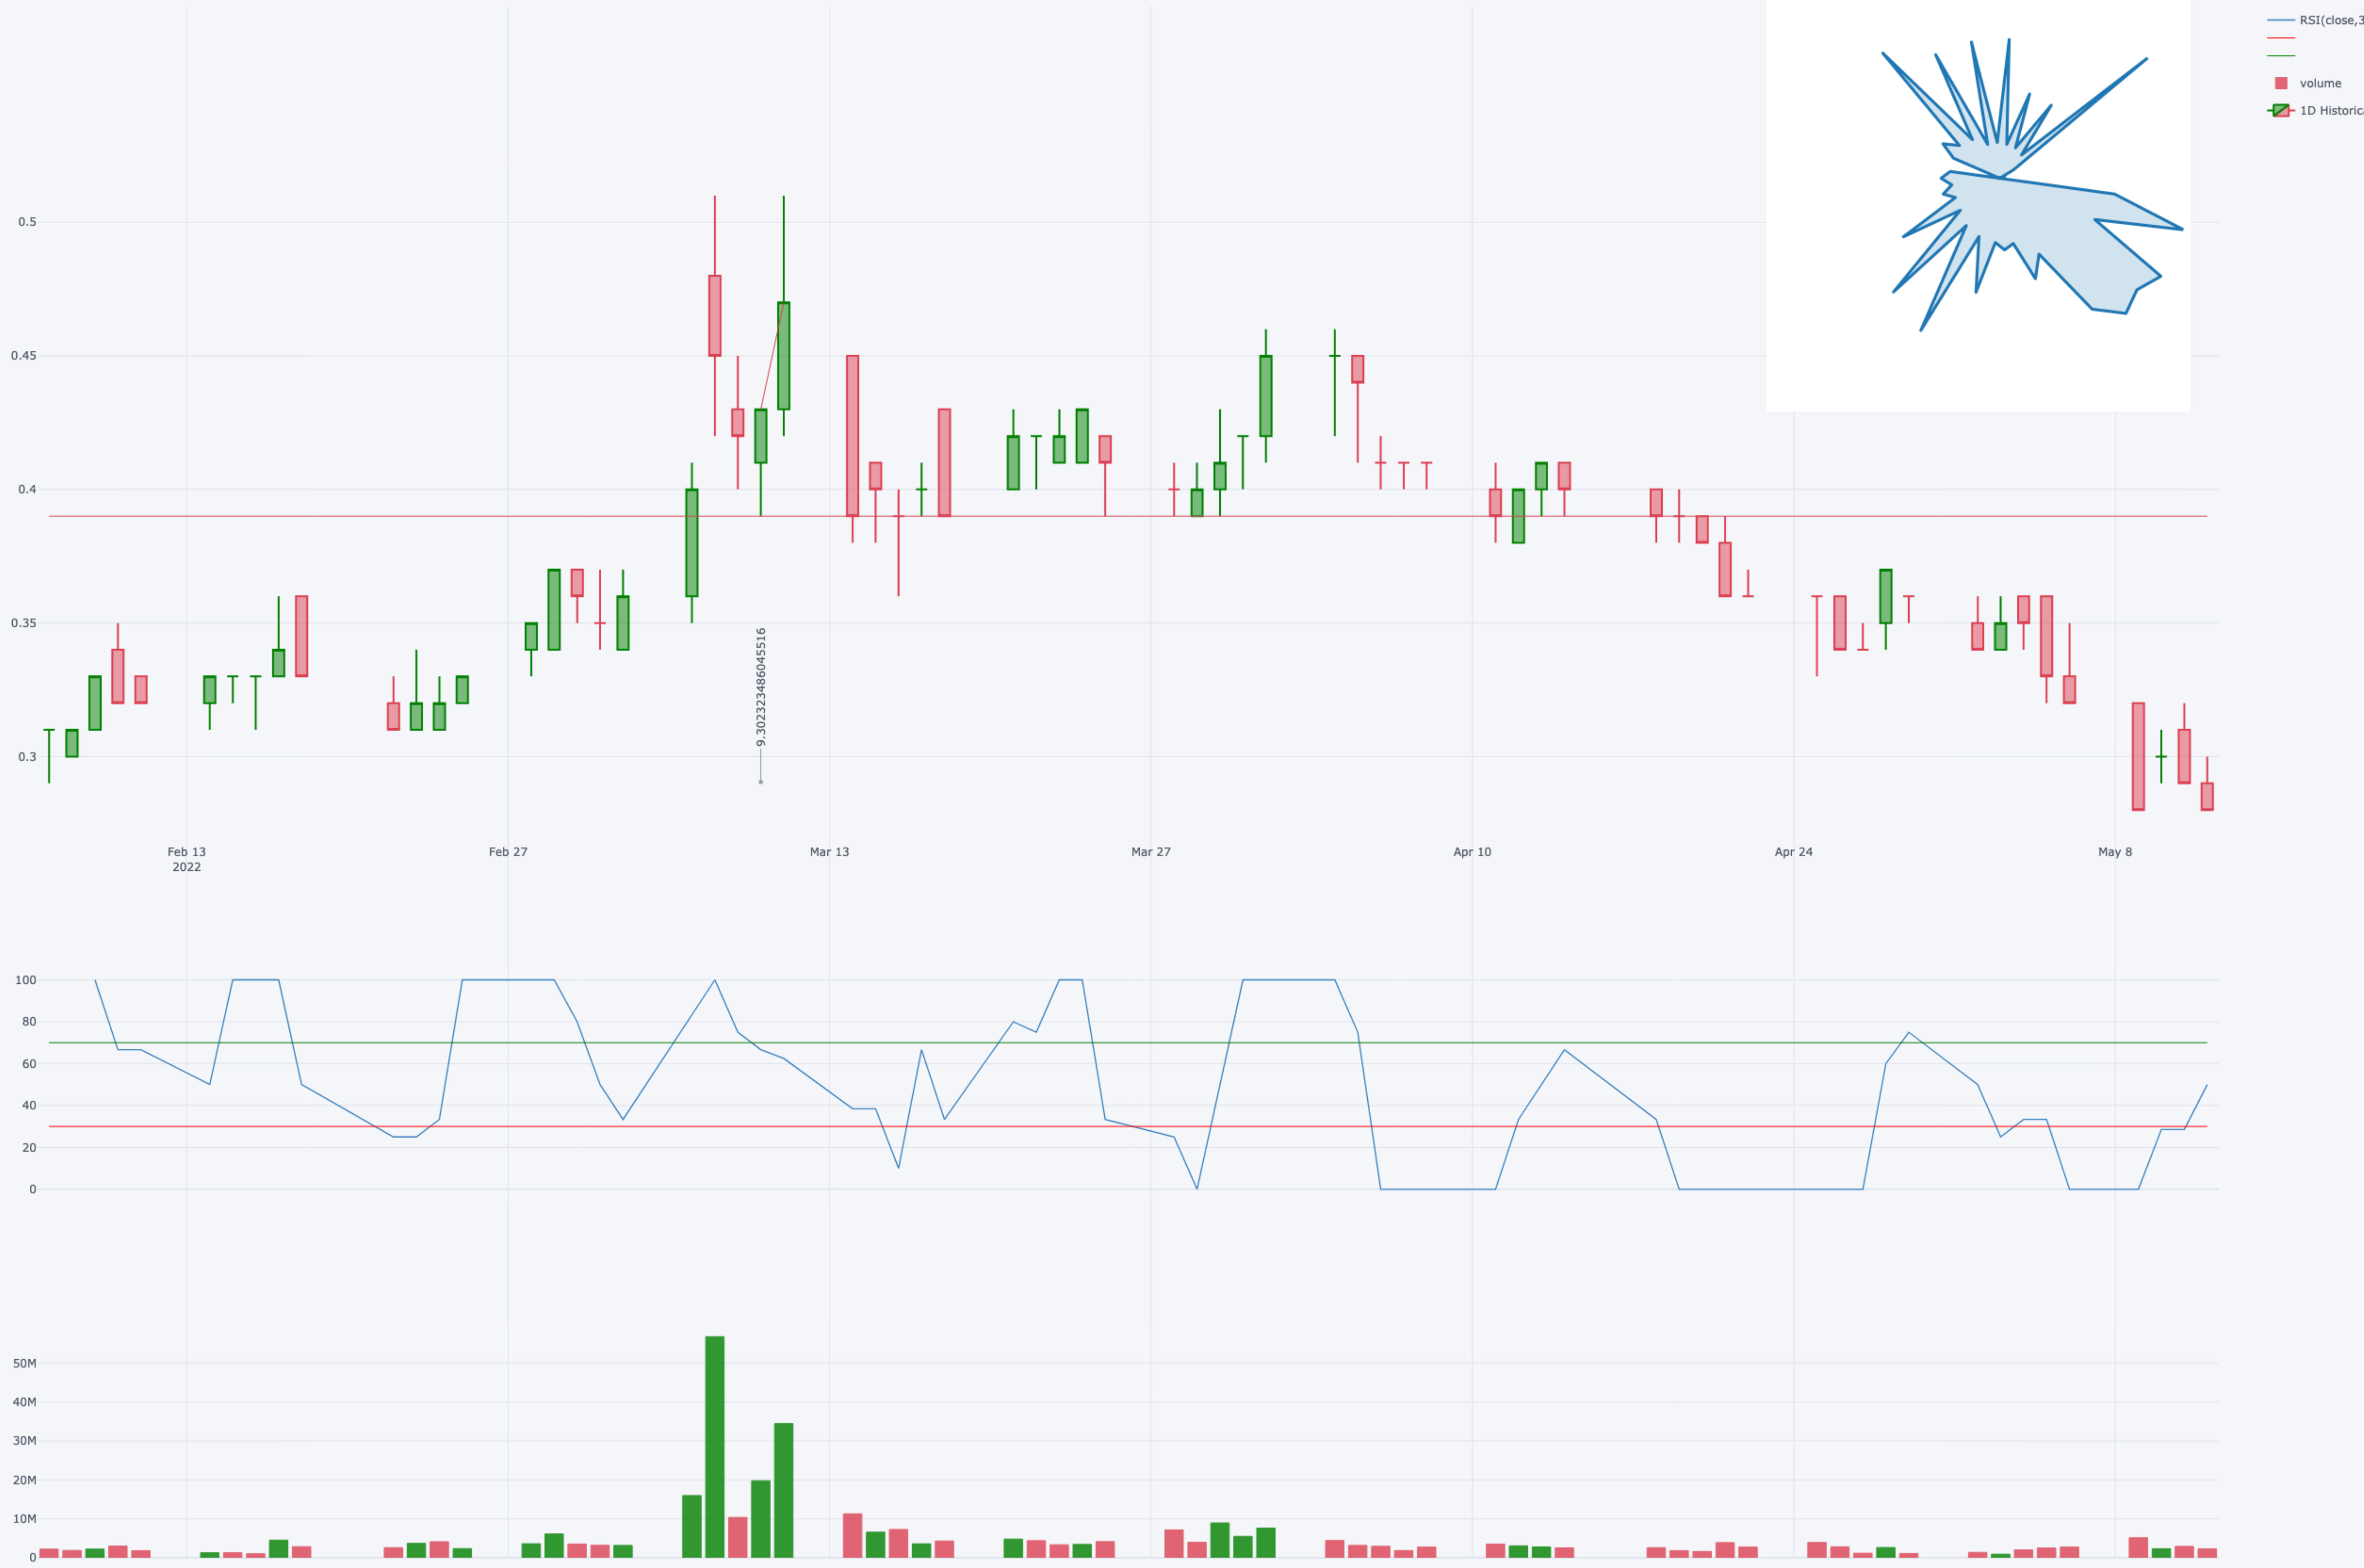 RSI(close,3
volume
1D Historica
0.5
0.45
0.4
0.35
0.3
9.302323486045516
Feb 13
2022
Feb 27
Mar 13
Mar 27
Apr 10
Apr 24
May 8
100
80
60
40
20
0
50M
40M
30M
20M
10M
0